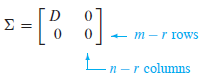 Σ = [ D 0
0 0 ] ← m − r rows
n − r columns